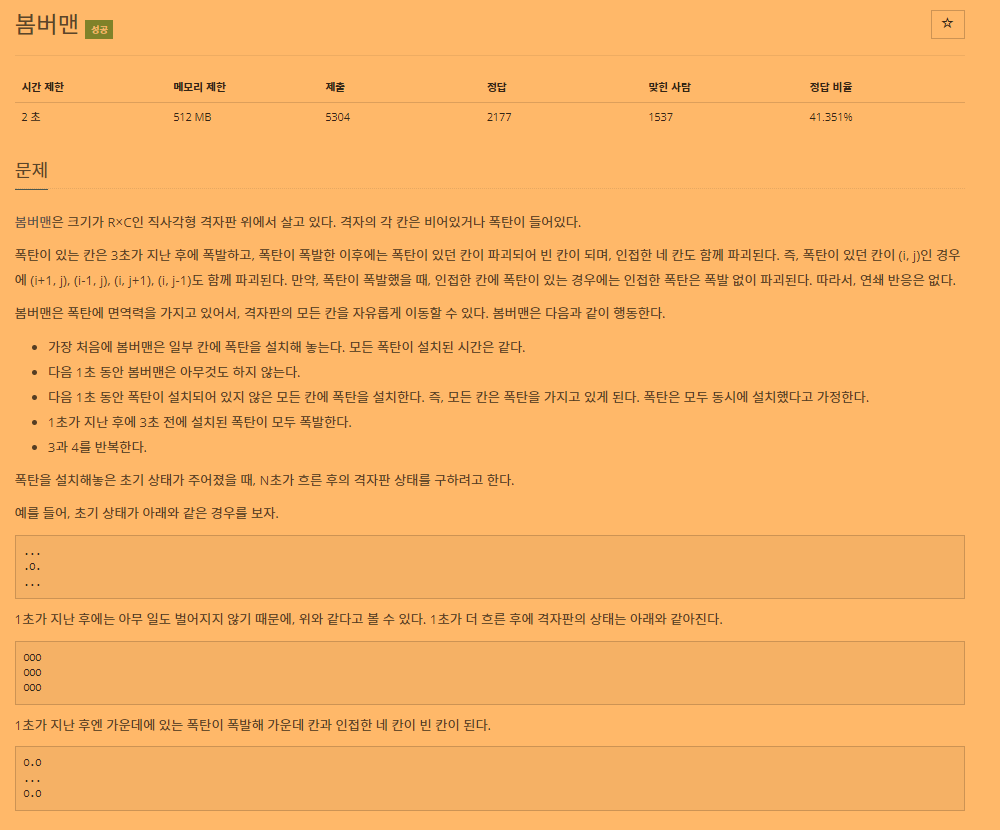 봄버맨 성공
☆
시간 제한 메모리 제한 제출 정답 맞힌 사람 정답 비율
2 초 512 MB 5304 2177 1537 41.351%
문제
봄버맨은 크기가 R×C인 직사각형 격자판 위에서 살고 있다. 격자의 각 칸은 비어있거나 폭탄이 들어있다.
폭탄이 있는 칸은 3초가 지난 후에 폭발하고, 폭탄이 폭발한 이후에는 폭탄이 있던 칸이 파괴되어 빈 칸이 되며, 인접한 네 칸도 함께 파괴된다. 즉, 폭탄이 있던 칸이 (i, j)인 경우
에 (i+1, j), (i-1, j), (i, j+1), (i, j-1)도 함께 파괴된다. 만약, 폭탄이 폭발했을 때, 인접한 칸에 폭탄이 있는 경우에는 인접한 폭탄은 폭발 없이 파괴된다. 따라서, 연쇄 반응은 없다.
봄버맨은 폭탄에 면역력을 가지고 있어서, 격자판의 모든 칸을 자유롭게 이동할 수 있다. 봄버맨은 다음과 같이 행동한다.
• 가장 처음에 봄버맨은 일부 칸에 폭탄을 설치해 놓는다. 모든 폭탄이 설치된 시간은 같다.
• 다음 1초 동안 봄버맨은 아무것도 하지 않는다.
• 다음 1초 동안 폭탄이 설치되어 있지 않은 모든 칸에 폭탄을 설치한다. 즉, 모든 칸은 폭탄을 가지고 있게 된다. 폭탄은 모두 동시에 설치했다고 가정한다.
• 1초가 지난 후에 3초 전에 설치된 폭탄이 모두 폭발한다.
• 3과 4를 반복한다.
폭탄을 설치해놓은 초기 상태가 주어졌을 때, N초가 흐른 후의 격자판 상태를 구하려고 한다.
예를 들어, 초기 상태가 아래와 같은 경우를 보자.
...
.O.
...
1초가 지난 후에는 아무 일도 벌어지지 않기 때문에, 위와 같다고 볼 수 있다. 1초가 더 흐른 후에 격자판의 상태는 아래와 같아진다.
OOO
OOO
OOO
1초가 지난 후엔 가운데에 있는 폭탄이 폭발해 가운데 칸과 인접한 네 칸이 빈 칸이 된다.
O.O
...
O.O